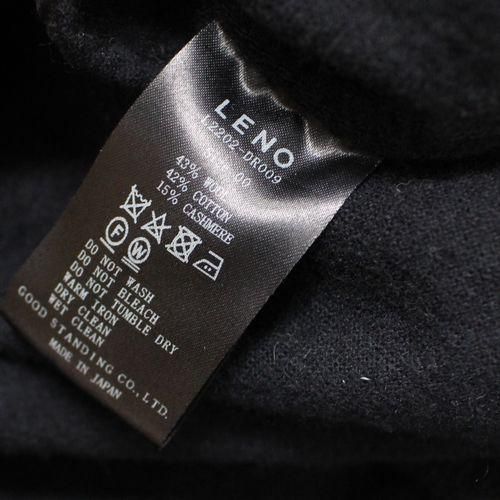 LENO
L2202-DR009
43% WOOL
42% COTTON
15% CASHMERE
F W
DO NOT WASH
DO NOT BLEACH
DO NOT TUMBLE DRY
WARM IRON
DRY CLEAN
WET CLEAN
GOOD STANDING CO., LTD.
MADE IN JAPAN